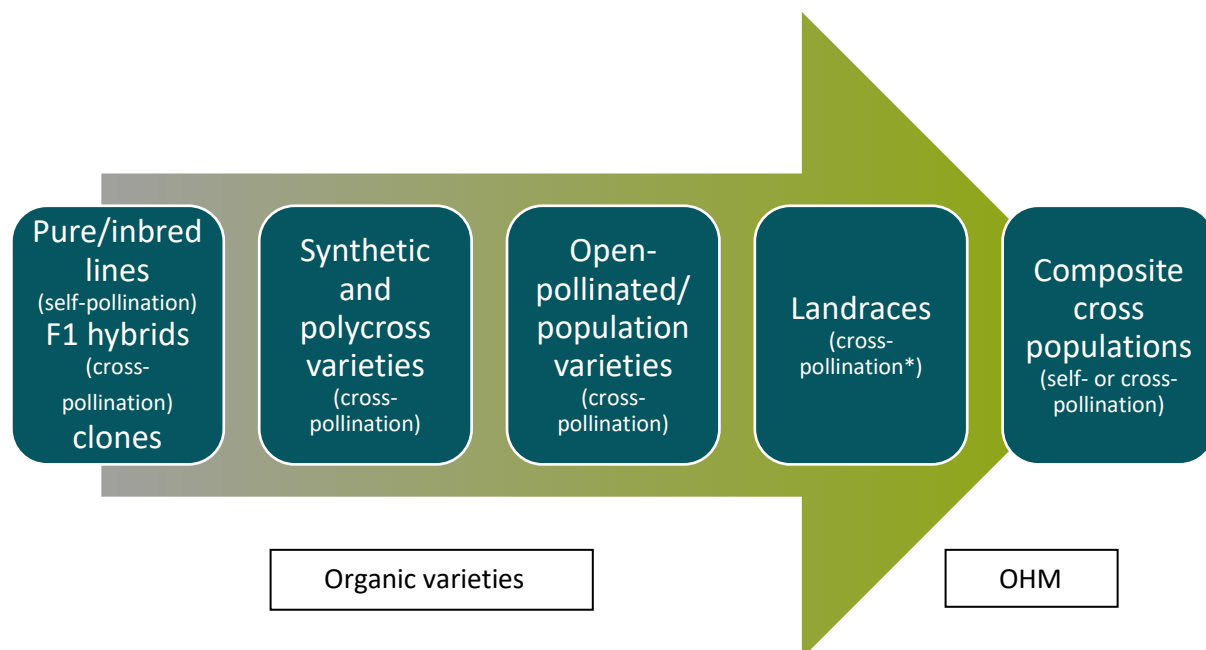 Pure/inbred
lines
(self-pollination)
F1 hybrids
(cross-
pollination)
clones
Synthetic
and
polycross
varieties
(cross-
pollination)
Open-
pollinated/
population
varieties
(cross-
pollination)
Landraces
(cross-
pollination*)
Composite
cross
populations
(self- or cross-
pollination)
Organic varieties
OHM